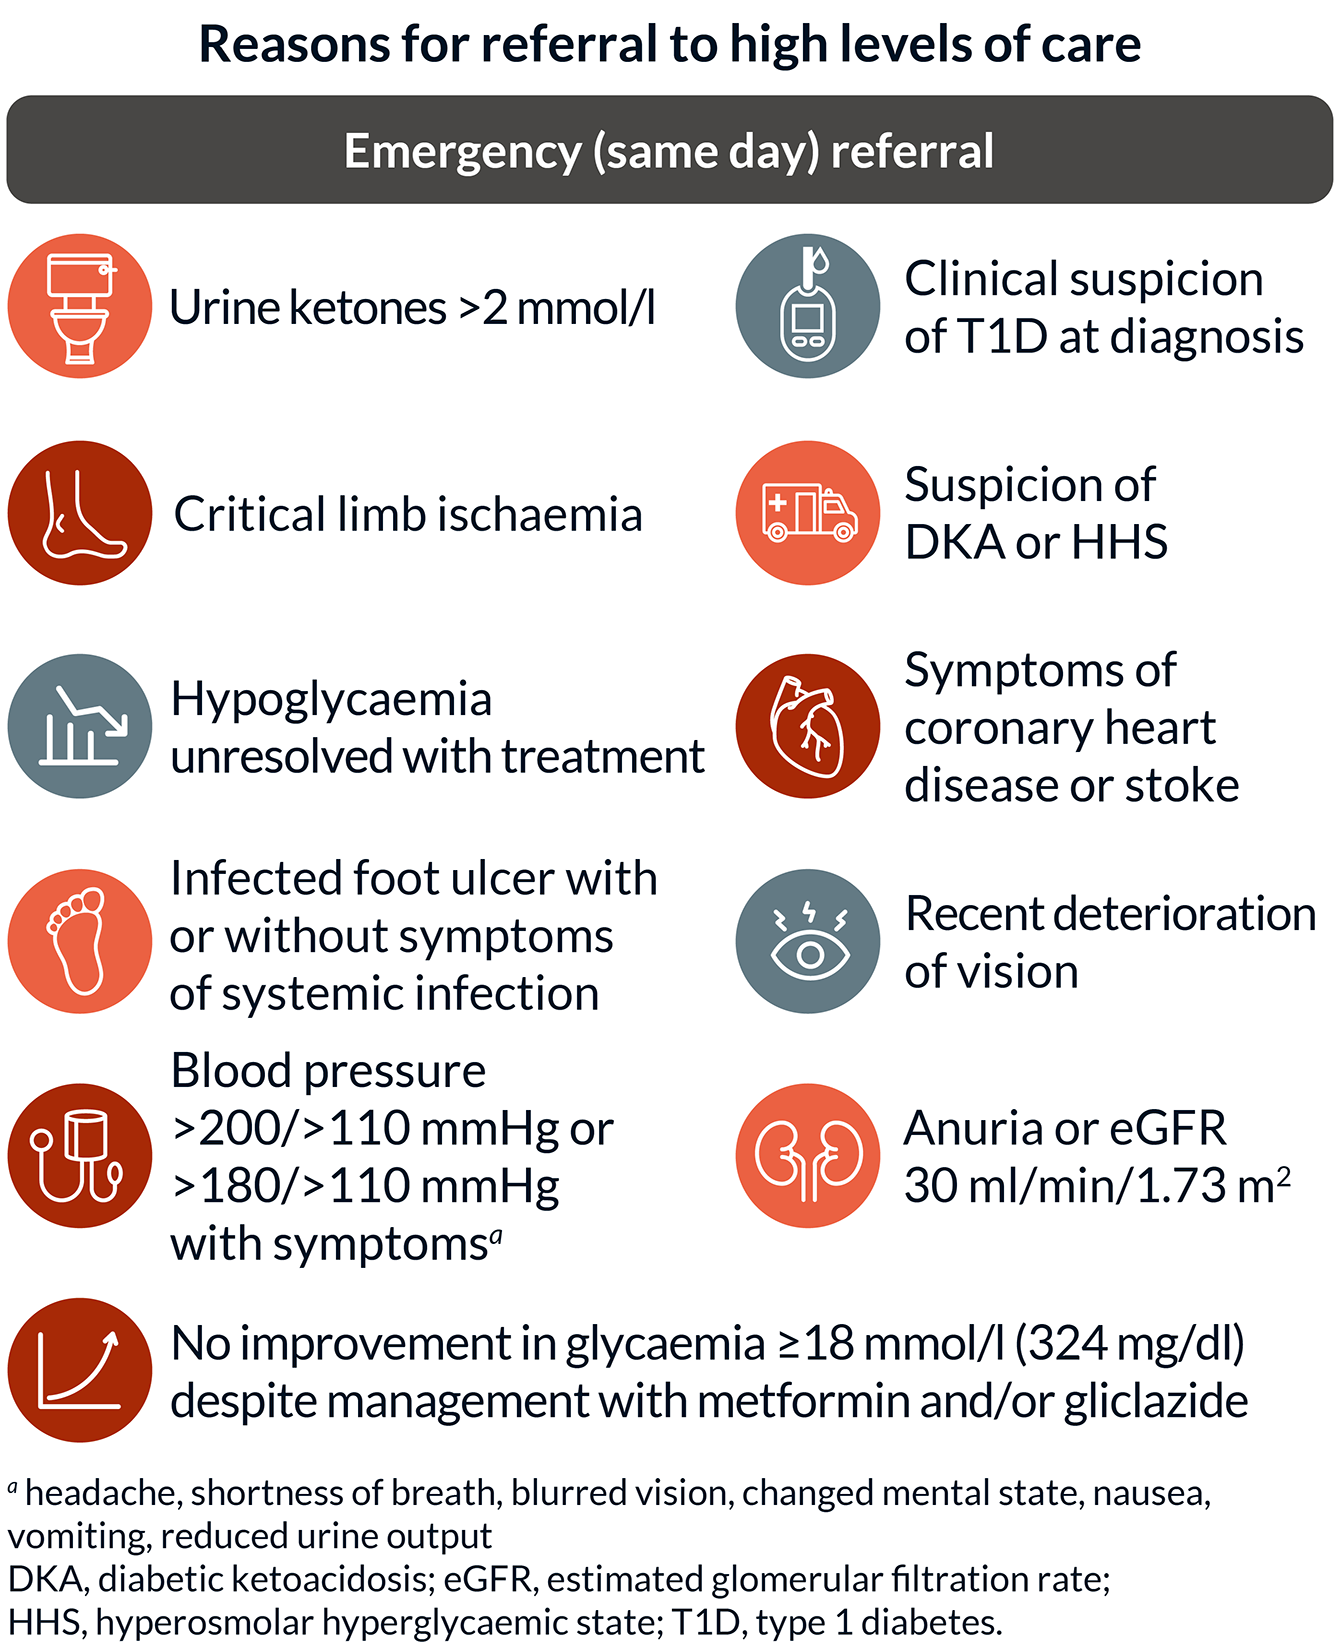 Reasons for referral to high levels of care
Emergency (same day) referral
Urine ketones >2 mmol/l
Clinical suspicion
of T1D at diagnosis
Critical limb ischaemia
Suspicion of
DKA or HHS
Hypoglycaemia
unresolved with treatment
Symptoms of
coronary heart
disease or stoke
Infected foot ulcer with
or without symptoms
of systemic infection
Recent deterioration
of vision
Blood pressure
>200/>110 mmHg or
>180/>110 mmHg
with symptomsᵃ
Anuria or eGFR
30 ml/min/1.73 m²
No improvement in glycaemia ≥18 mmol/l (324 mg/dl)
despite management with metformin and/or gliclazide
ᵃ headache, shortness of breath, blurred vision, changed mental state, nausea,
vomiting, reduced urine output
DKA, diabetic ketoacidosis; eGFR, estimated glomerular filtration rate;
HHS, hyperosmolar hyperglycaemic state; T1D, type 1 diabetes.